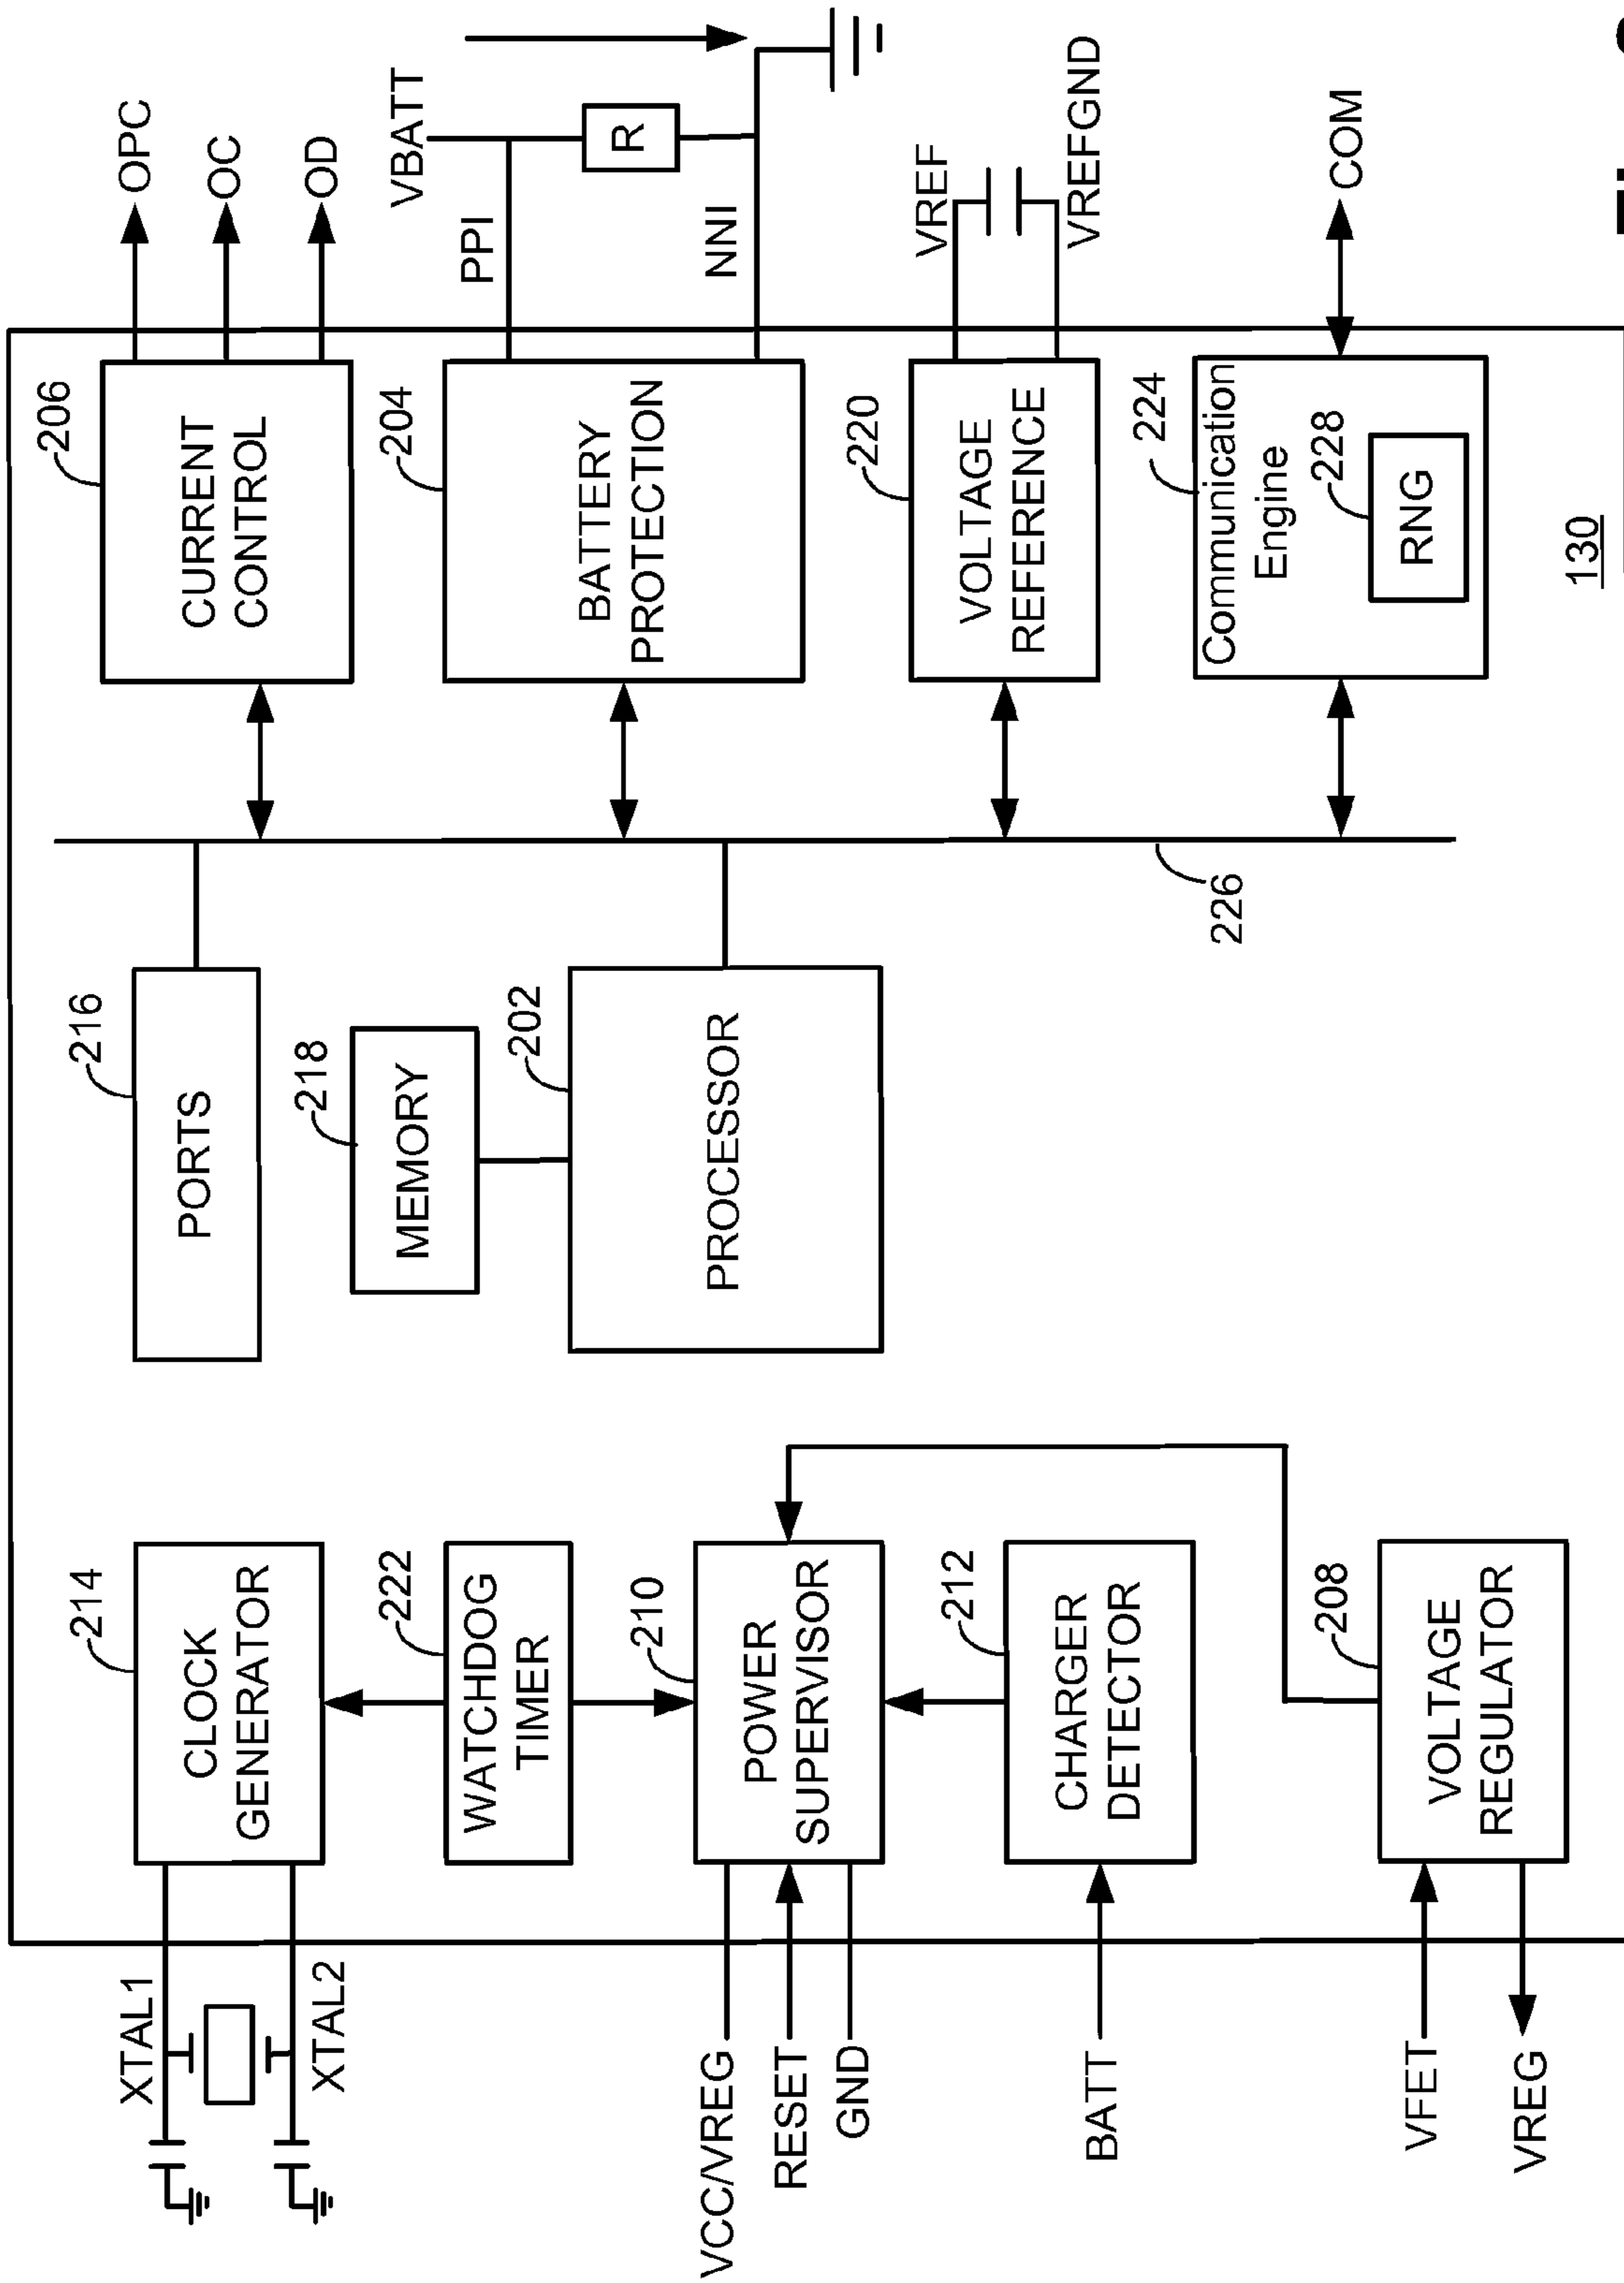 XTAL1
XTAL2
VCC/VREG
RESET
GND
BATT
VFET
VREG
214
CLOCK
GENERATOR
222
WATCHDOG
TIMER
210
POWER
SUPERVISOR
212
CHARGER
DETECTOR
208
VOLTAGE
REGULATOR
216
PORTS
218
MEMORY
202
PROCESSOR
226
206
CURRENT
CONTROL
204
BATTERY
PROTECTION
220
VOLTAGE
REFERENCE
224
Communication
Engine
228
RNG
130
OPC
OC
OD
VBATT
PPI
R
NNI
VREF
VREFGND
COM